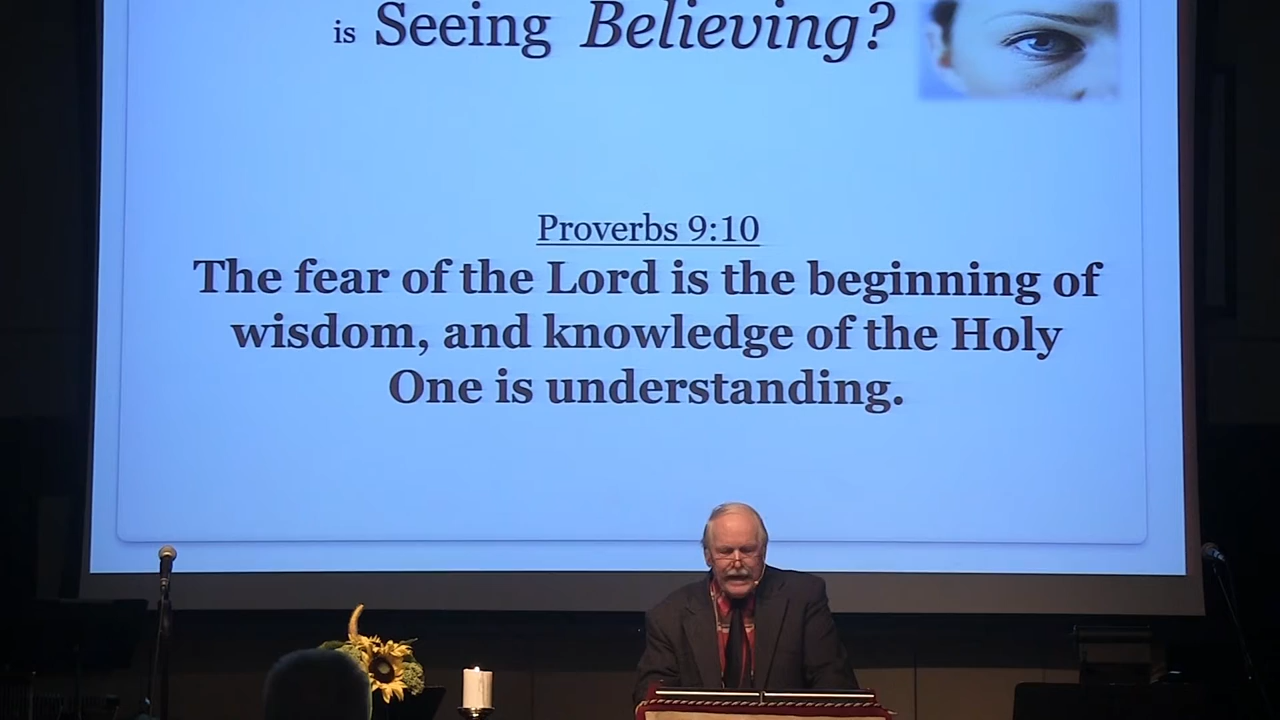 is Seeing Believing?
Proverbs 9:10
The fear of the Lord is the beginning of
wisdom, and knowledge of the Holy
One is understanding.